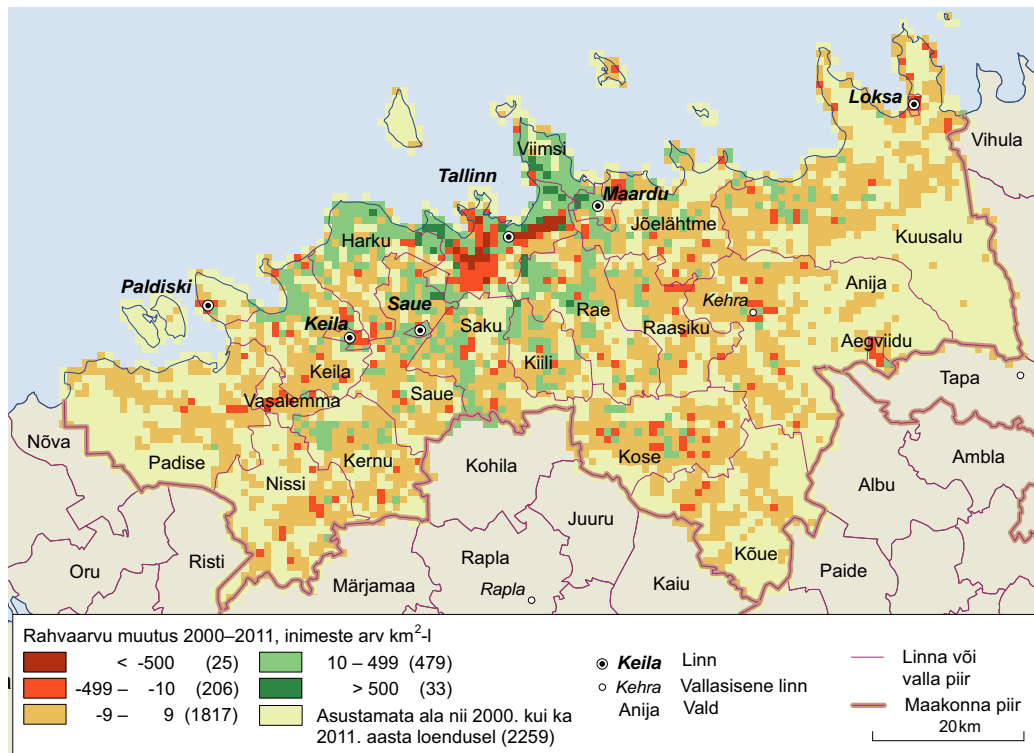 Loksa
Vihula
Viimsi
Tallinn
Maardu
Jõelähtme
Harku
Kuusalu
Paldiski
Anija
Saue
Kehra
Keila
Saku
Rae
Raasiku
Aegviidu
Keila
Kiili
Tapa
Vasalemma
Saue
Nõva
Padise
Kernu
Kohila
Kose
Ambla
Nissi
Albu
Juuru
Kõue
Oru
Risti
Rapla
Märjamaa
Rapla
Kaiu
Paide
Rahvaarvu muutus 2000–2011, inimeste arv km²-l
< -500 (25)
-499 – -10 (206)
-9 – 9 (1817)
10 – 499 (479)
> 500 (33)
Asustamata ala nii 2000. kui ka
2011. aasta loendusel (2259)
Keila Linn
Kehra Vallasisene linn
Anija Vald
Linna või
valla piir
Maakonna piir
20 km